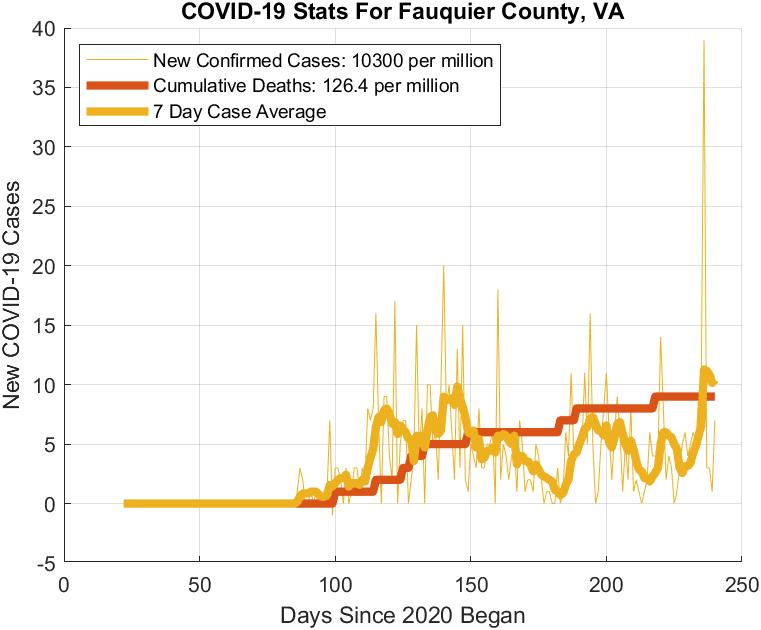 COVID-19 Stats For Fauquier County, VA
New Confirmed Cases: 10300 per million
Cumulative Deaths: 126.4 per million
7 Day Case Average
40
35
30
25
20
15
10
5
0
-5
New COVID-19 Cases
0 50 100 150 200 250
Days Since 2020 Began